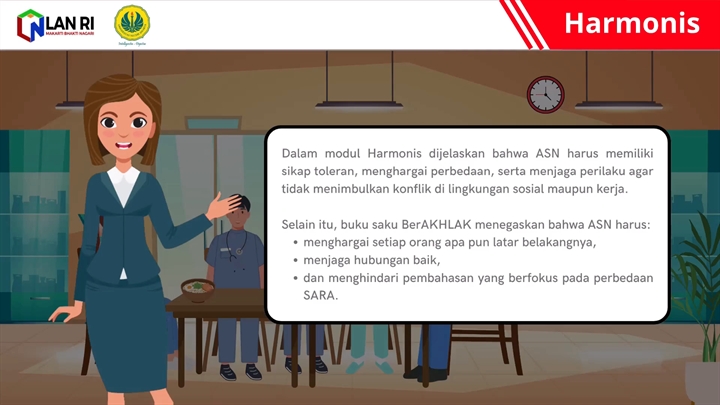 LAN RI
MAKARTI BHAKTI NAGARI
Harmonis
Dalam modul Harmonis dijelaskan bahwa ASN harus memiliki
sikap toleran, menghargai perbedaan, serta menjaga perilaku agar
tidak menimbulkan konflik di lingkungan sosial maupun kerja.
Selain itu, buku saku BerAKHLAK menegaskan bahwa ASN harus:
• menghargai setiap orang apa pun latar belakangnya,
• menjaga hubungan baik,
• dan menghindari pembahasan yang berfokus pada perbedaan
SARA.